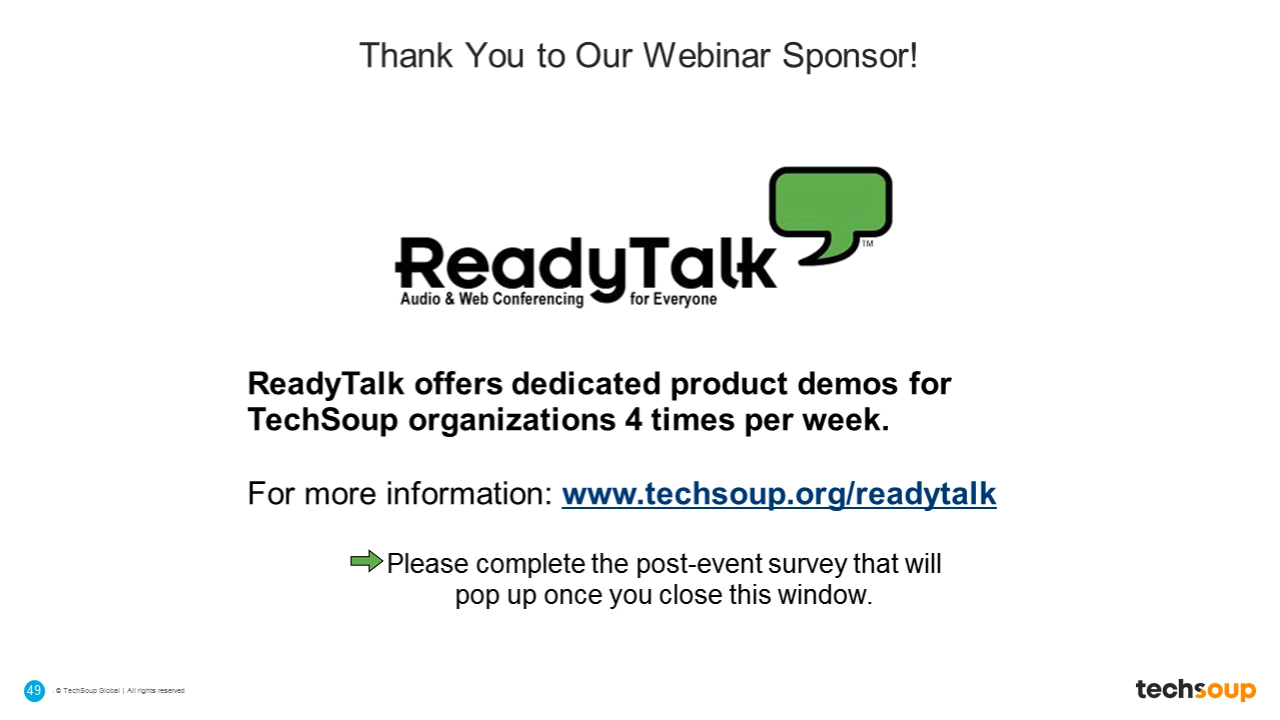 Thank You to Our Webinar Sponsor!
ReadyTalk
TM
Audio & Web Conferencing for Everyone
ReadyTalk offers dedicated product demos for
TechSoup organizations 4 times per week.
For more information: www.techsoup.org/readytalk
Please complete the post-event survey that will
pop up once you close this window.
49 . © TechSoup Global | All rights reserved
techsoup